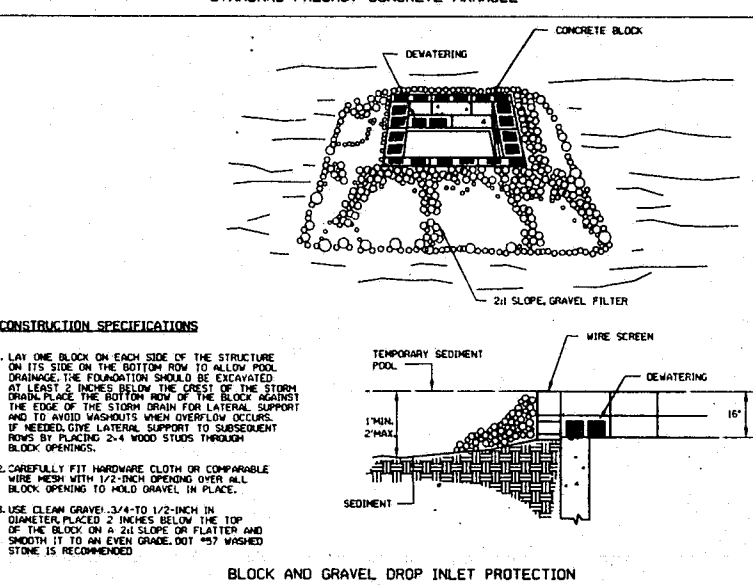 CONCRETE BLOCK
DEWATERING
2:1 SLOPE, GRAVEL FILTER
CONSTRUCTION SPECIFICATIONS
. LAY ONE BLOCK ON EACH SIDE OF THE STRUCTURE
ON ITS SIDE ON THE BOTTOM ROW TO ALLOW POOL
DRAINAGE. THE FOUNDATION SHOULD BE EXCAVATED
AT LEAST 2 INCHES BELOW THE CREST OF THE STORM
DRAIN. PLACE THE BOTTOM ROW OF THE BLOCK AGAINST
THE EDGE OF THE STORM DRAIN FOR LATERAL SUPPORT
AND TO AVOID WASHOUTS WHEN OVERFLOW OCCURS.
IF NEEDED, GIVE LATERAL SUPPORT TO SUBSEQUENT
ROWS BY PLACING 2×4 WOOD STUDS THROUGH
BLOCK OPENINGS.
2. CAREFULLY FIT HARDWARE CLOTH OR COMPARABLE
WIRE MESH WITH 1/2-INCH OPENING OVER ALL
BLOCK OPENING TO HOLD GRAVEL IN PLACE.
3. USE CLEAN GRAVEL, 3/4-TO 1/2-INCH IN
DIAMETER, PLACED 2 INCHES BELOW THE TOP
OF THE BLOCK ON A 2:1 SLOPE OR FLATTER AND
SMOOTH IT TO AN EVEN GRADE. DOT #57 WASHED
STONE IS RECOMMENDED
WIRE SCREEN
TEMPORARY SEDIMENT
POOL
DEWATERING
1'MIN.
2'MAX.
16"
SEDIMENT
BLOCK AND GRAVEL DROP INLET PROTECTION